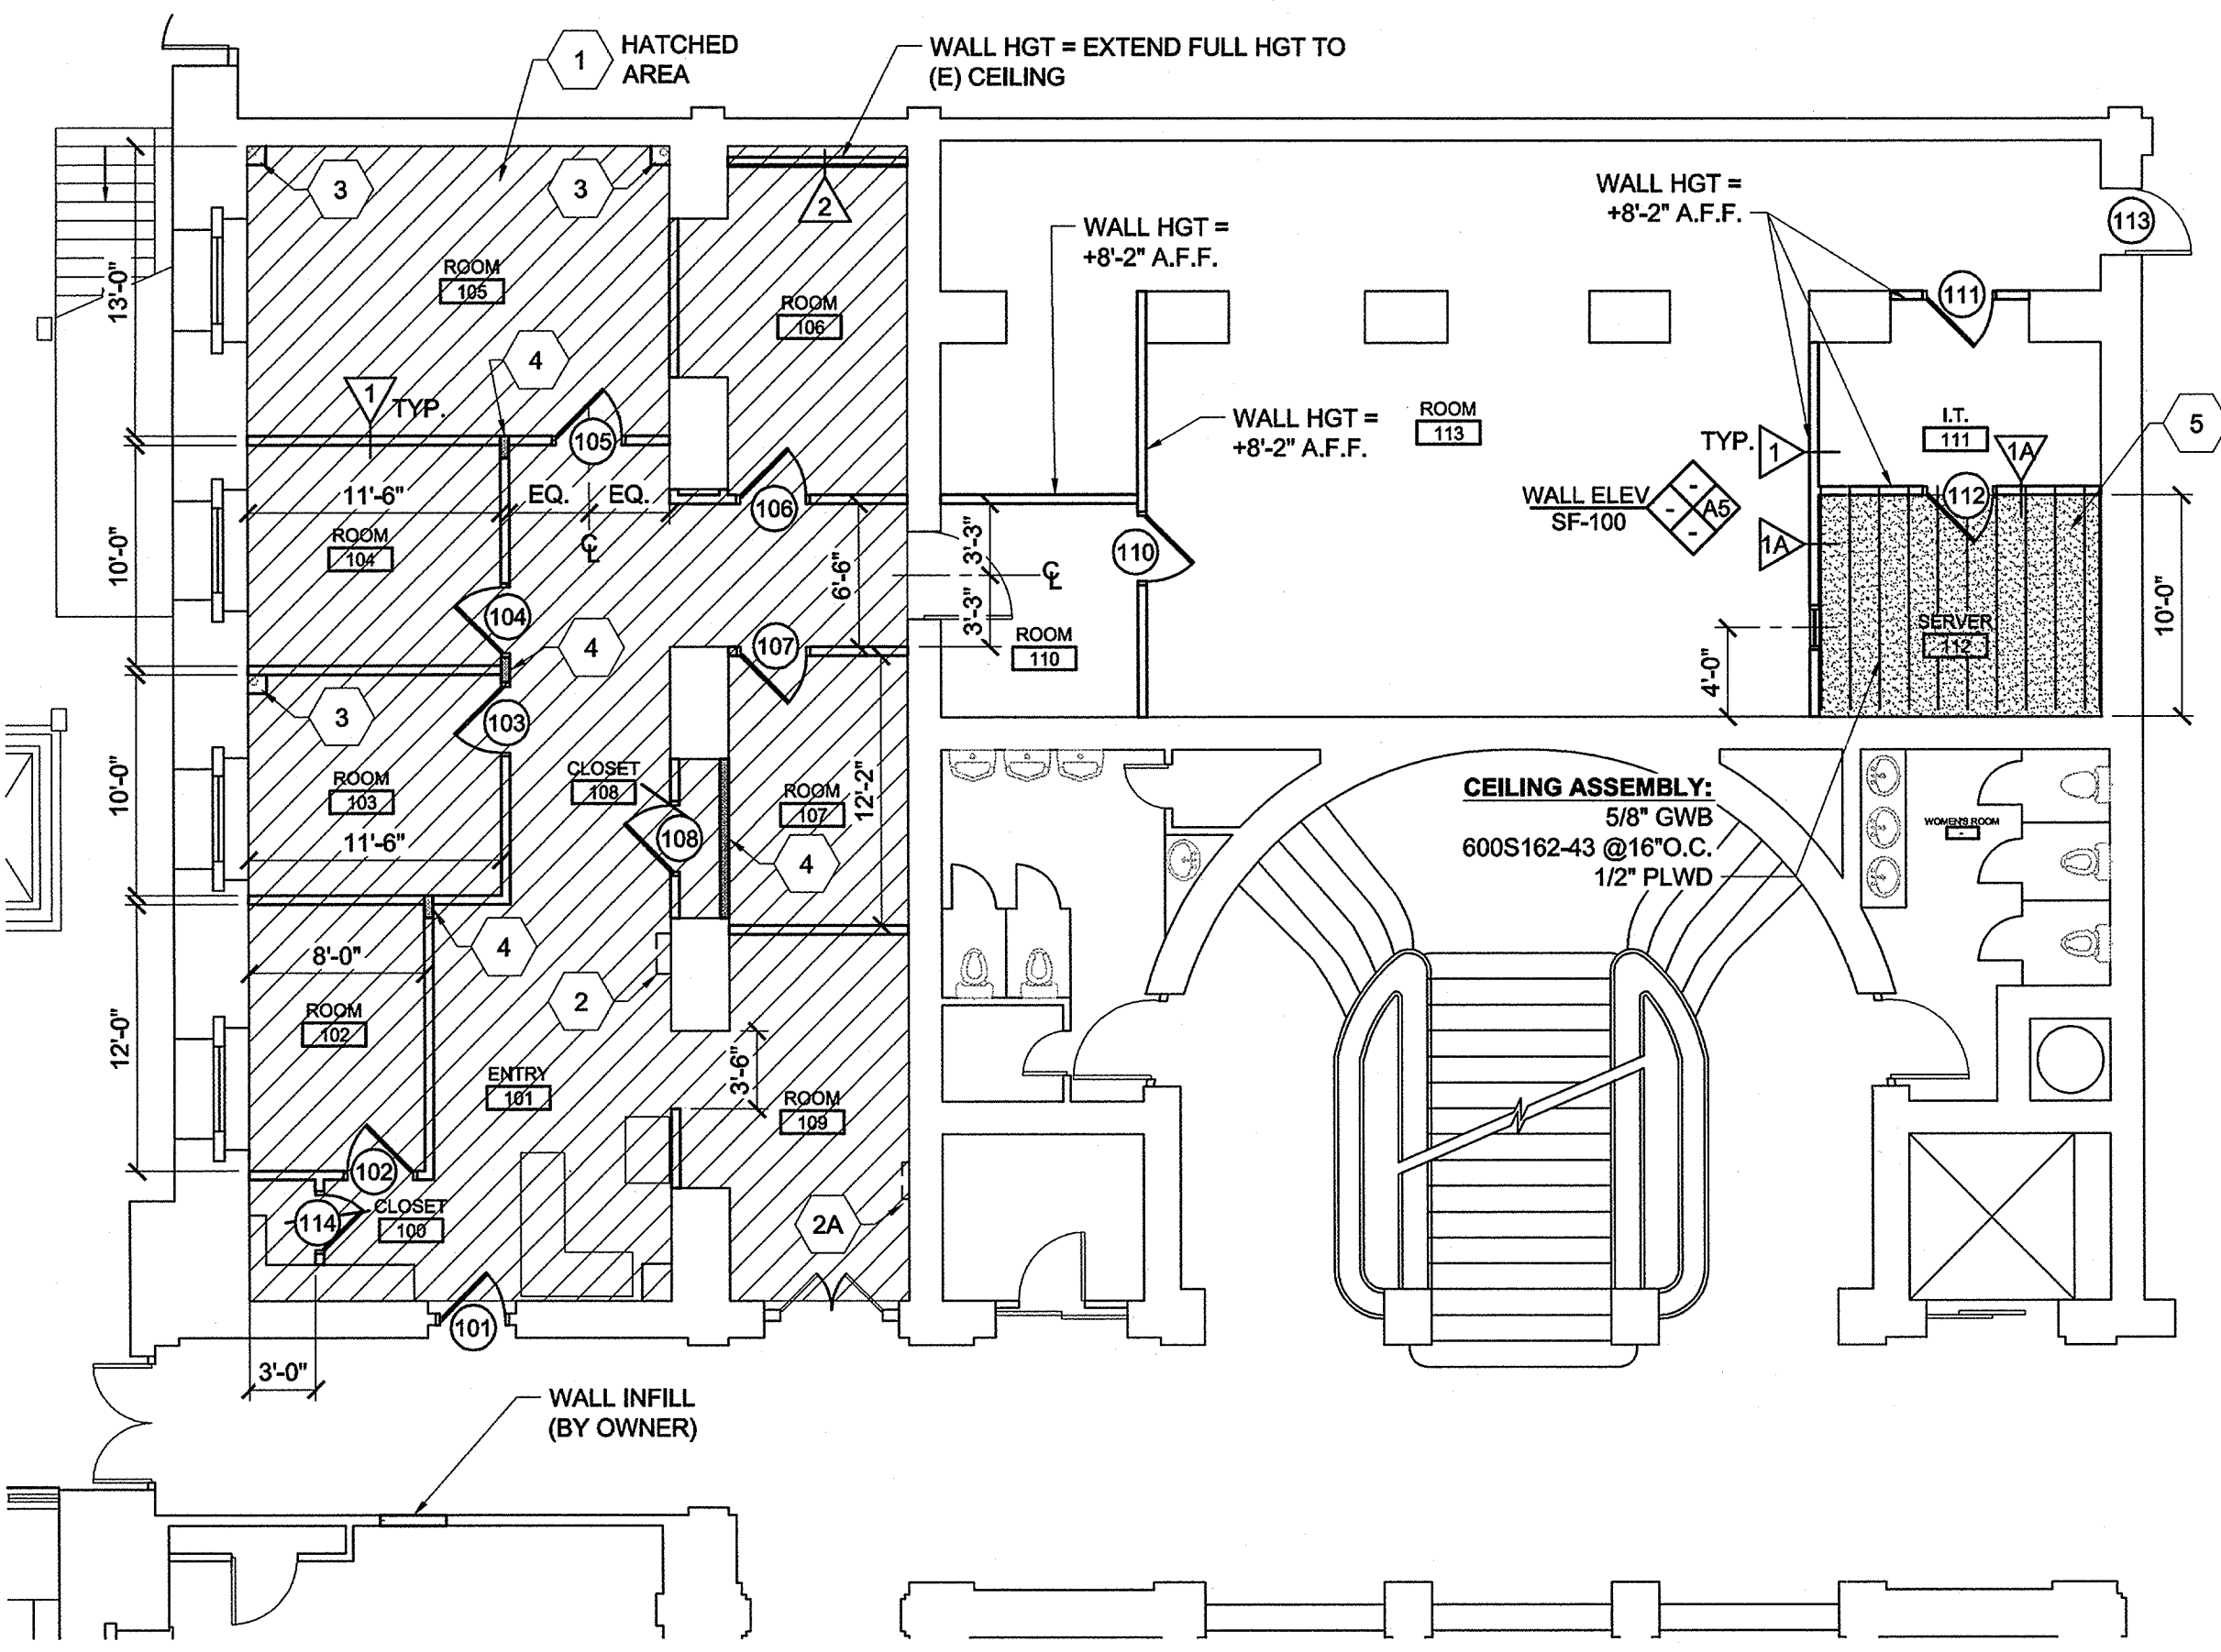 1
HATCHED
AREA
WALL HGT = EXTEND FULL HGT TO
(E) CEILING
3
3
2
WALL HGT =
+8'-2" A.F.F.
WALL HGT =
+8'-2" A.F.F.
113
13'-0"
ROOM
105
ROOM
106
111
4
1
TYP.
105
WALL HGT =
+8'-2" A.F.F.
ROOM
113
I.T.
111
5
TYP.
1
1A
11'-6"
EQ.
EQ.
℄
106
WALL ELEV
SF-100
-
-
-
A5
112
10'-0"
ROOM
104
6'-6"
3'-3"
3'-3"
℄
110
1A
104
4
107
ROOM
110
SERVER
112
10'-0"
4'-0"
3
103
10'-0"
ROOM
103
11'-6"
CLOSET
108
108
ROOM
107
12'-2"
4
CEILING ASSEMBLY:
5/8" GWB
600S162-43 @16"O.C.
1/2" PLWD
WOMEN'S ROOM
-
8'-0"
4
2
12'-0"
ROOM
102
ENTRY
101
3'-6"
ROOM
109
102
114
CLOSET
100
2A
101
3'-0"
WALL INFILL
(BY OWNER)